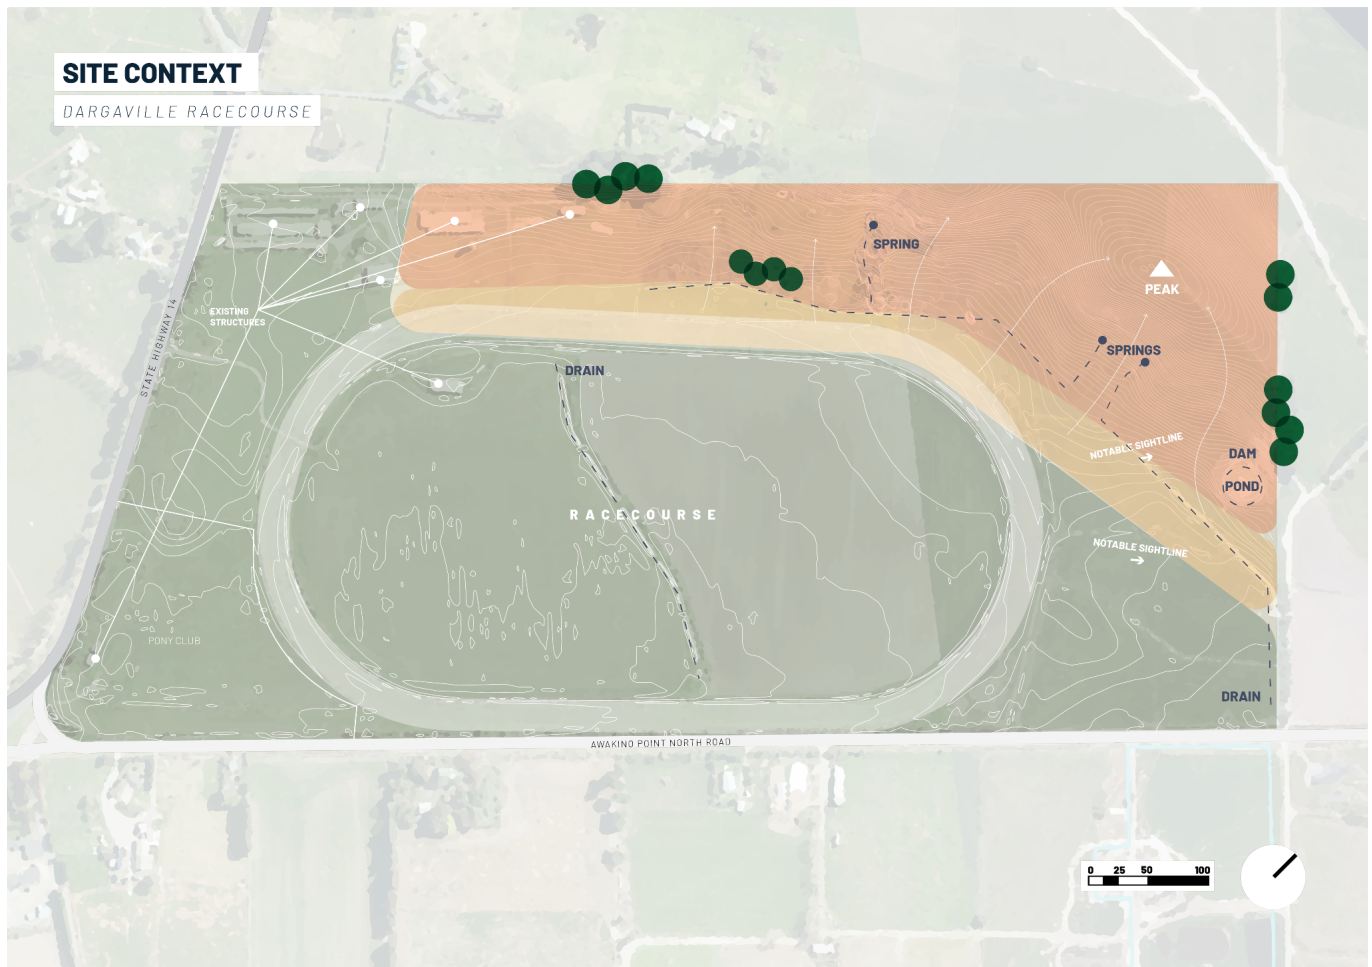 SITE CONTEXT
DARGAVILLE RACECOURSE
SPRING
PEAK
EXISTING
STRUCTURES
STATE HIGHWAY 14
SPRINGS
DRAIN
NOTABLE SIGHTLINE
DAM
POND
RACECOURSE
NOTABLE SIGHTLINE
PONY CLUB
DRAIN
AWAKINO POINT NORTH ROAD
0 25 50 100